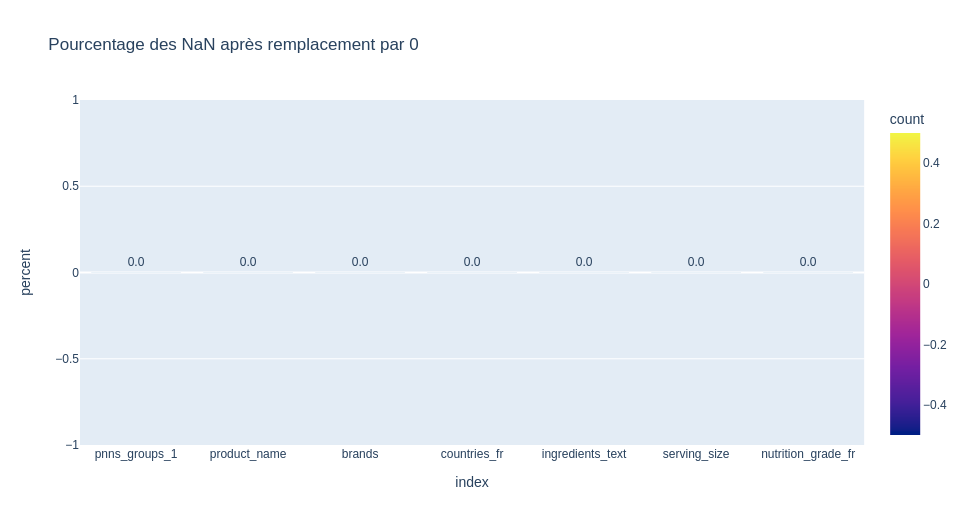 Pourcentage des NaN après remplacement par 0
count
1
0.5
0
−0.5
−1
percent
0.0 0.0 0.0 0.0 0.0 0.0 0.0
pnns_groups_1 product_name brands countries_fr ingredients_text serving_size nutrition_grade_fr
index
0.4
0.2
0
−0.2
−0.4